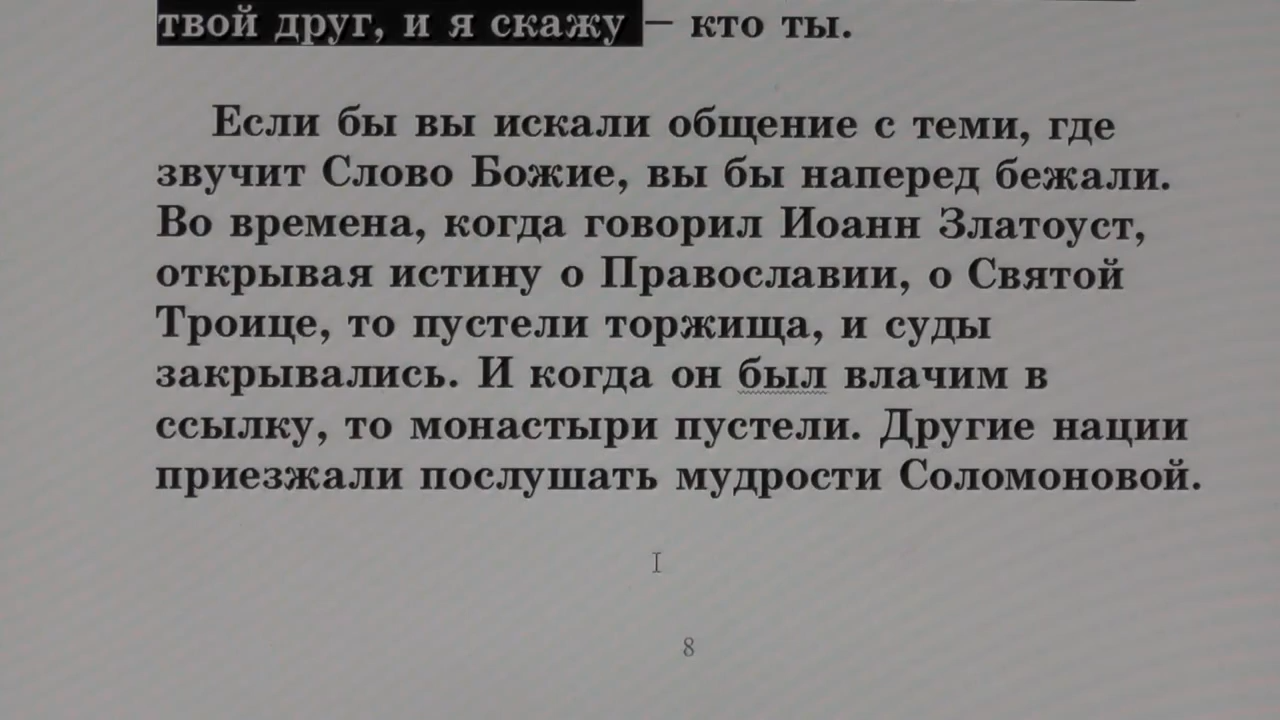 твой друг, и я скажу – кто ты.
Если бы вы искали общение с теми, где
звучит Слово Божие, вы бы наперед бежали.
Во времена, когда говорил Иоанн Златоуст,
открывая истину о Православии, о Святой
Троице, то пустели торжища, и суды
закрывались. И когда он был влачим в
ссылку, то монастыри пустели. Другие нации
приезжали послушать мудрости Соломоновой.
8